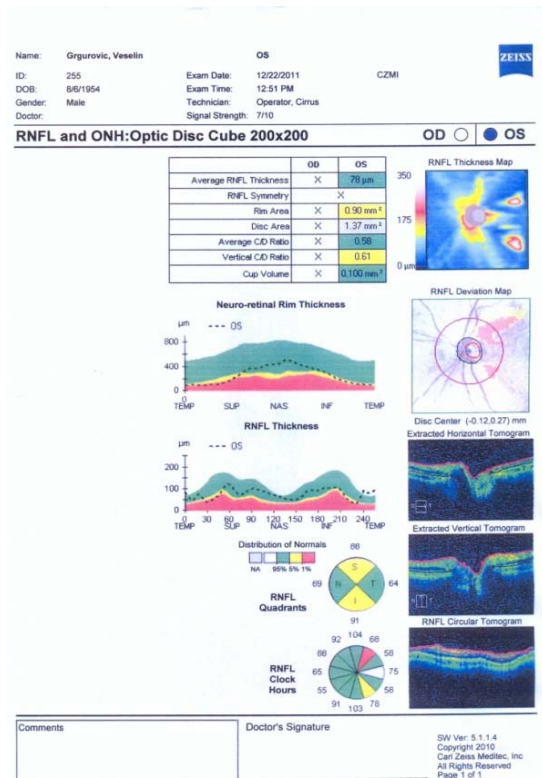 Name: Grgurovic, Veselin OS
ZEISS
ID: 255 Exam Date: 12/22/2011 CZMI
DOB: 8/6/1954 Exam Time: 12:51 PM
Gender: Male Technician: Operator, Cirrus
Doctor: Signal Strength: 7/10
RNFL and ONH:Optic Disc Cube 200x200 OD OS
OD OS
Average RNFL Thickness X 78 µm
RNFL Symmetry X
Rim Area X 0.90 mm²
Disc Area X 1.37 mm²
Average C/D Ratio X 0.58
Vertical C/D Ratio X 0.61
Cup Volume X 0.100 mm³
RNFL Thickness Map
350
175
0 µm
Neuro-retinal Rim Thickness
µm --- OS
800
400
0
0
TEMP SUP NAS INF TEMP
RNFL Deviation Map
Disc Center (-0.12,0.27) mm
RNFL Thickness
µm --- OS
200
100
0
0 30 60 90 120 150 180 210 240
TEMP SUP NAS INF TEMP
Extracted Horizontal Tomogram
Extracted Vertical Tomogram
RNFL Circular Tomogram
Distribution of Normals
NA 95% 5% 1%
RNFL Quadrants
S
69 N T 64
I
91
RNFL Clock Hours
92 104 66
58
65 75
55 58
91 103 78
Comments
Doctor's Signature
SW Ver: 5.1.1.4
Copyright 2010
Carl Zeiss Meditec, Inc
All Rights Reserved
Page 1 of 1